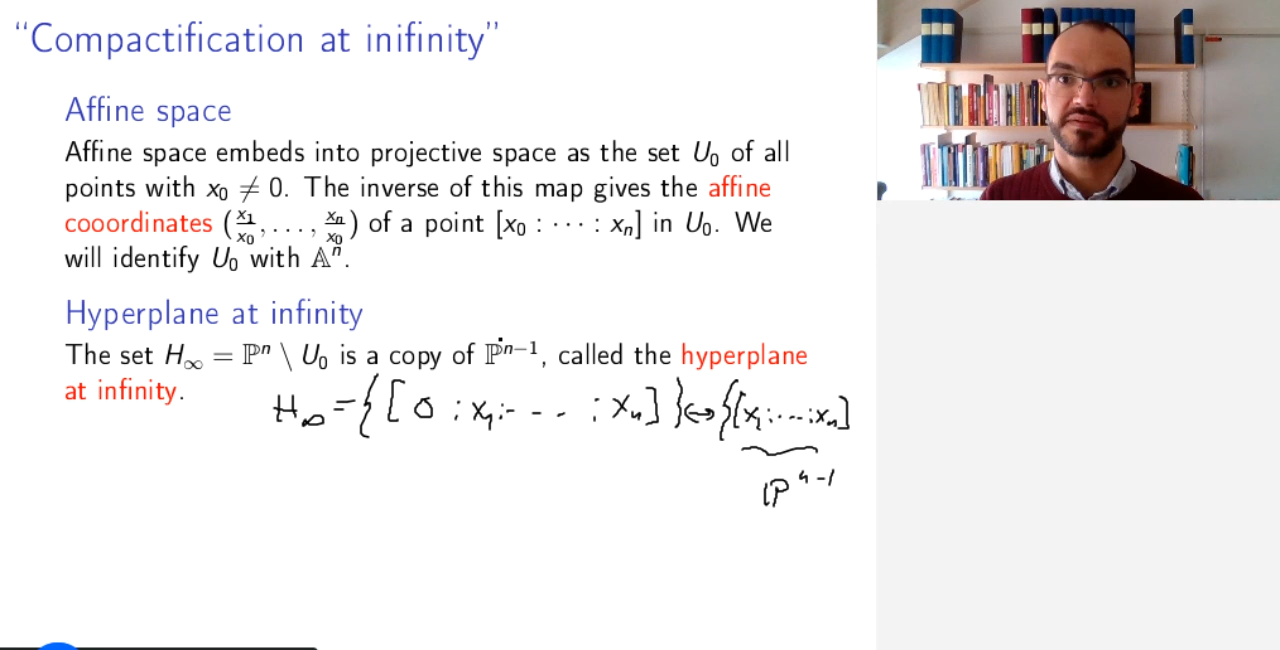 “Compactification at inifinity”
Affine space
Affine space embeds into projective space as the set U₀ of all
points with x₀ ≠ 0. The inverse of this map gives the affine
cooordinates (x₁/x₀, . . . , xₙ/x₀) of a point [x₀ : · · · : xₙ] in U₀. We
will identify U₀ with 𝔸ⁿ.
Hyperplane at infinity
The set H∞ = ℙⁿ \ U₀ is a copy of ℙⁿ⁻¹, called the hyperplane
at infinity.
H∞ = {[0 : x₁ : - - - : xₙ]} ↔ {[x₁ : ... : xₙ]
ℙⁿ⁻¹